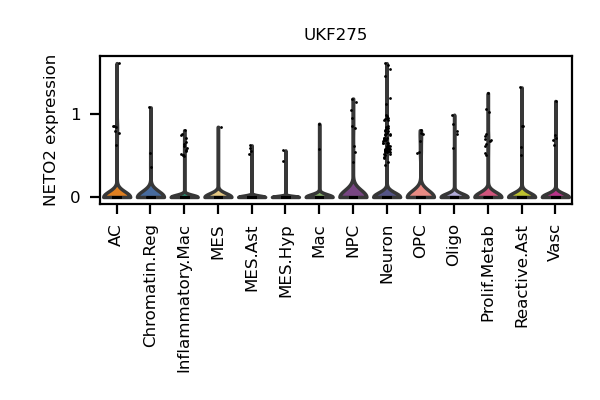 UKF275
NETO2 expression
1
0
AC
Chromatin.Reg
Inflammatory.Mac
MES
MES.Ast
MES.Hyp
Mac
NPC
Neuron
OPC
Oligo
Prolif.Metab
Reactive.Ast
Vasc